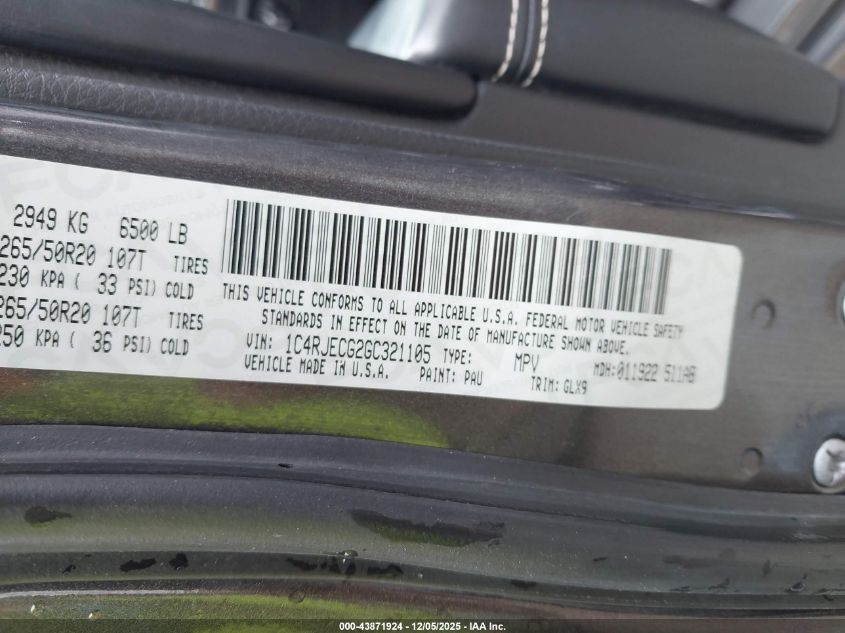 2949 KG 6500 LB
265/50R20 107T TIRES
230 KPA ( 33 PSI) COLD
265/50R20 107T TIRES
250 KPA ( 36 PSI) COLD
THIS VEHICLE CONFORMS TO ALL APPLICABLE U.S.A. FEDERAL MOTOR VEHICLE SAFETY
STANDARDS IN EFFECT ON THE DATE OF MANUFACTURE SHOWN ABOVE.
VIN: 1C4RJECG2GC321105 TYPE: MPV MDH:011922 511AB
VEHICLE MADE IN U.S.A. PAINT: PAU TRIM: GLX9
000-43871924 | 12/05/2025 - IAA Inc.